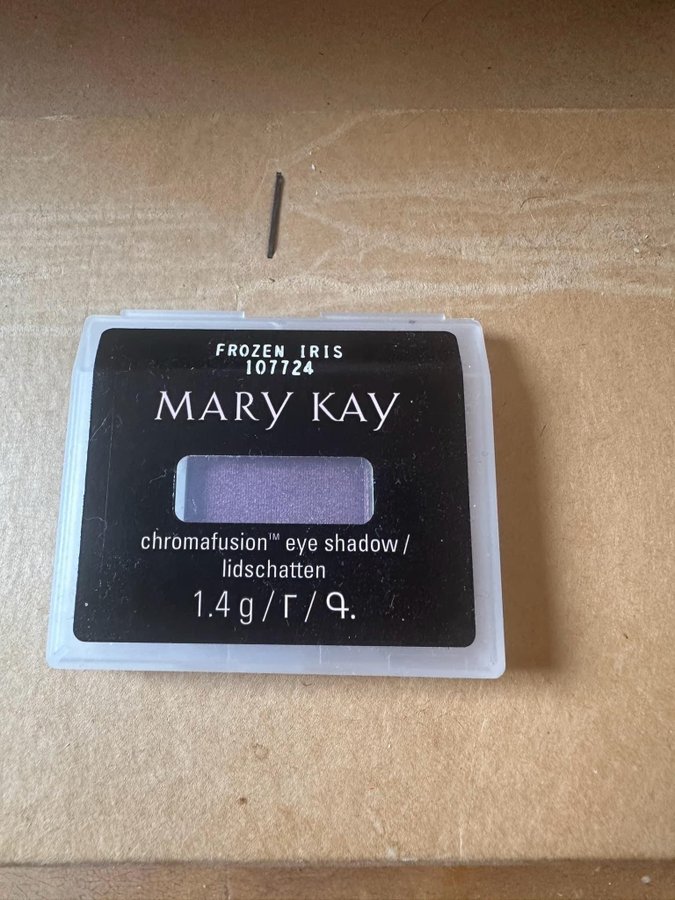 FROZEN IRIS
107724
MARY KAY
chromafusion™ eye shadow /
lidschatten
1.4 g / Г / Գ.